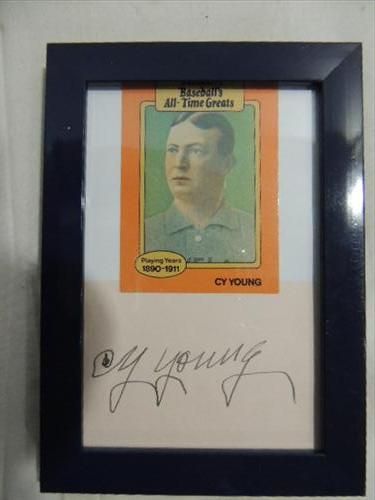 Baseball's
All-Time Greats
Playing Years
1890-1911
CY YOUNG
Cy young